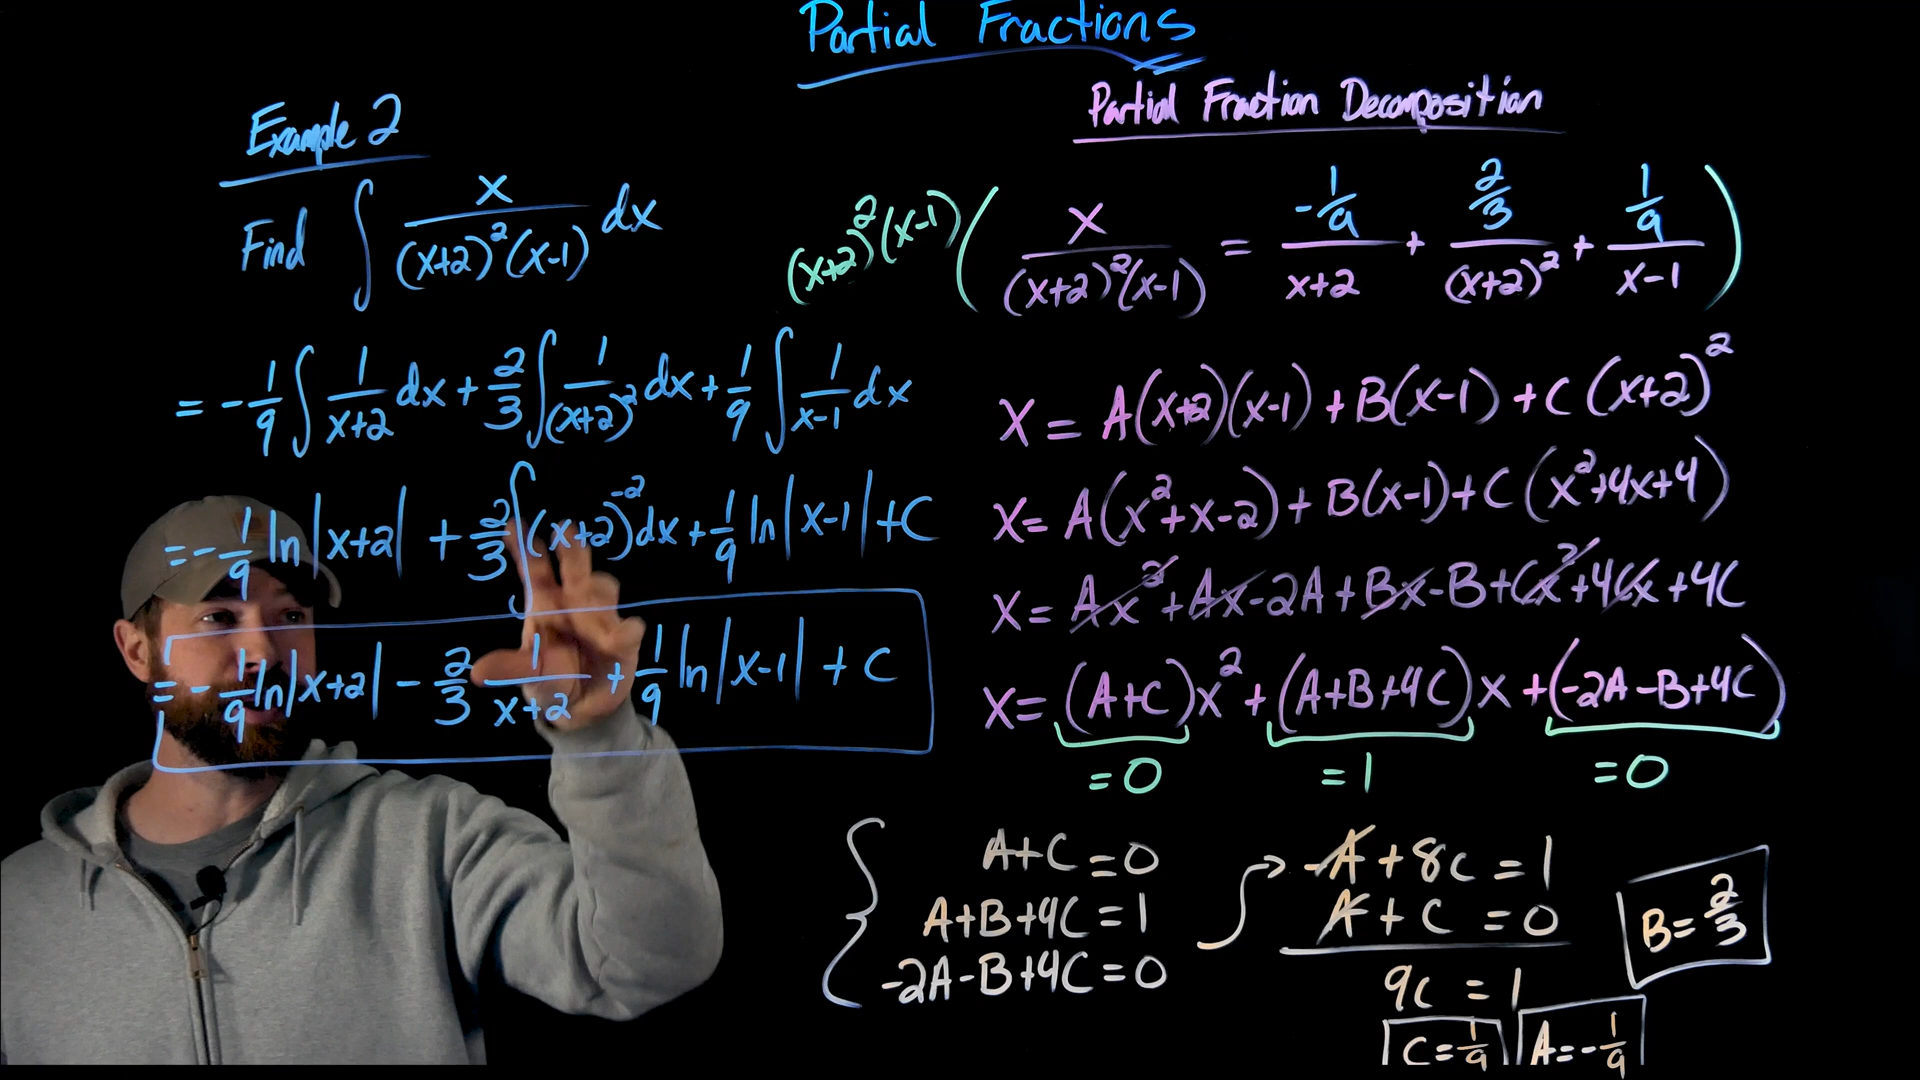 Partial Fractions
Example 2
Find ∫ x/((x+2)²(x-1)) dx
= -1/9 ∫ 1/(x+2) dx + 2/3 ∫ 1/(x+2)² dx + 1/9 ∫ 1/(x-1) dx
= -1/9 ln|x+2| + 2/3 ∫ (x+2)⁻² dx + 1/9 ln|x-1| + C
= -1/9 ln|x+2| - 2/3 1/(x+2) + 1/9 ln|x-1| + C
Partial Fraction Decomposition
(x+2)²(x-1) ( x/((x+2)²(x-1)) = (-1/9)/(x+2) + (2/3)/(x+2)² + (1/9)/(x-1) )
x = A(x+2)(x-1) + B(x-1) + C(x+2)²
x = A(x²+x-2) + B(x-1) + C(x²+4x+4)
x = Ax² + Ax - 2A + Bx - B + Cx² + 4Cx + 4C
x = (A+C)x² + (A+B+4C)x + (-2A-B+4C)
=0 =1 =0
A+C=0
A+B+4C=1
-2A-B+4C=0
-A+8C=1
A+C=0
9C=1
C=1/9 A=-1/9
B=2/3